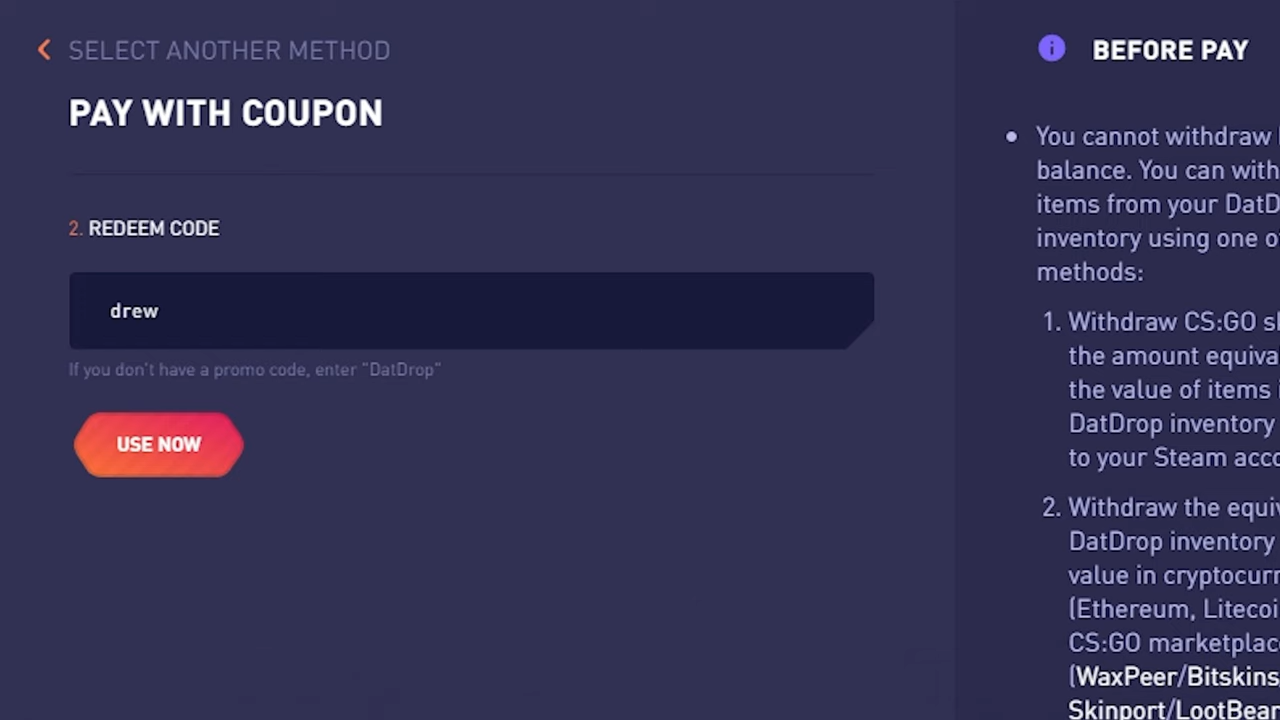 SELECT ANOTHER METHOD
PAY WITH COUPON
2. REDEEM CODE
drew
If you don't have a promo code, enter "DatDrop"
USE NOW
BEFORE PAY
You cannot withdraw
balance. You can with
items from your DatD
inventory using one o
methods:
1. Withdraw CS:GO s
the amount equiva
the value of items
DatDrop inventory
to your Steam acco
2. Withdraw the equiv
DatDrop inventory
value in cryptocurr
(Ethereum, Litecoi
CS:GO marketplac
(WaxPeer/Bitskins
Skinport/LootBear